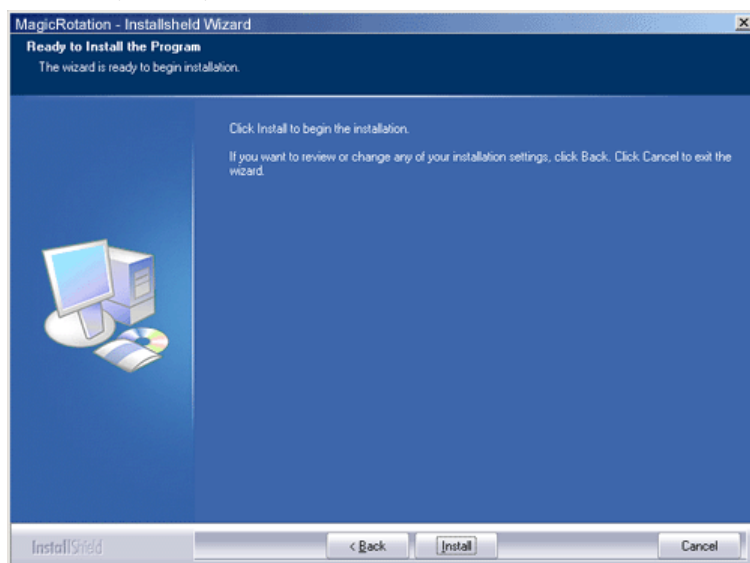 MagicRotation - Installsheld Wizard
Ready to Install the Program
The wizard is ready to begin installation.
Click Install to begin the installation.
If you want to review or change any of your installation settings, click Back. Click Cancel to exit the
wizard.
InstallShield
< Back
Install
Cancel